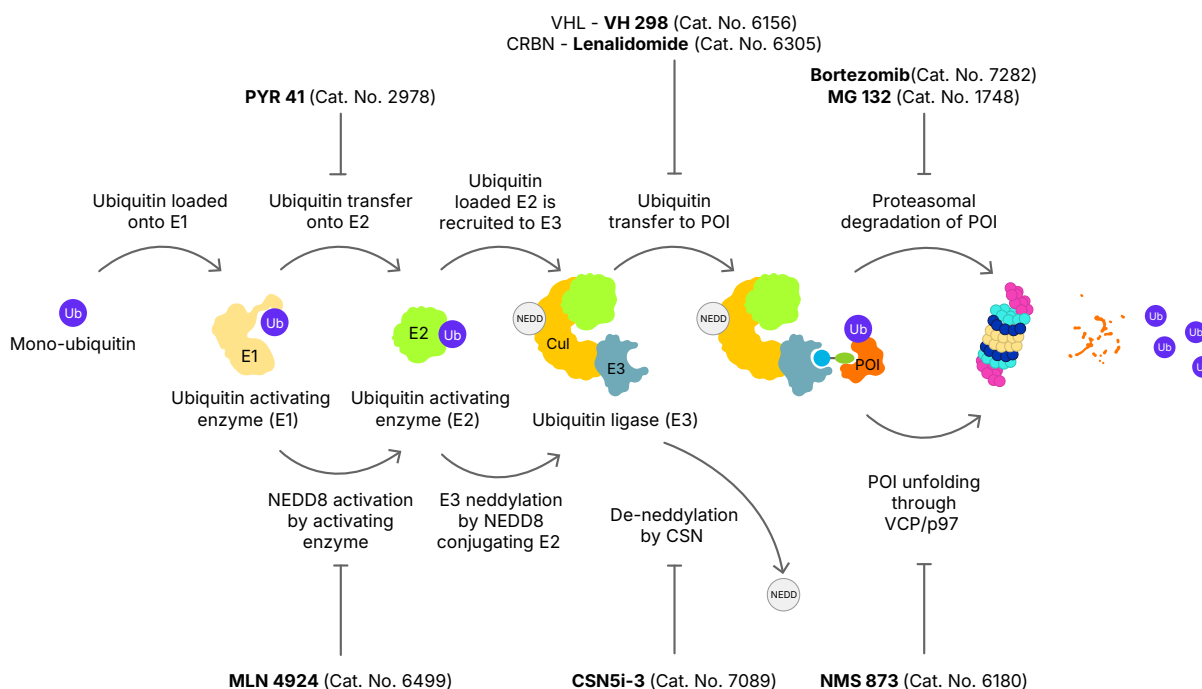 VHL - VH 298 (Cat. No. 6156)
CRBN - Lenalidomide (Cat. No. 6305)
Bortezomib(Cat. No. 7282)
MG 132 (Cat. No. 1748)
PYR 41 (Cat. No. 2978)
Ubiquitin loaded
onto E1
Ubiquitin transfer
onto E2
Ubiquitin
loaded E2 is
recruited to E3
Ubiquitin
transfer to POI
Proteasomal
degradation of POI
Ub
Mono-ubiquitin
Ub
E1
E2
Ub
NEDD
Cul
E3
NEDD
Ub
POI
Ub
Ub
Ub
Ub
Ubiquitin activating
enzyme (E1)
Ubiquitin activating
enzyme (E2)
Ubiquitin ligase (E3)
NEDD8 activation
by activating
enzyme
E3 neddylation
by NEDD8
conjugating E2
De-neddylation
by CSN
POI unfolding
through
VCP/p97
NEDD
MLN 4924 (Cat. No. 6499)
CSN5i-3 (Cat. No. 7089)
NMS 873 (Cat. No. 6180)